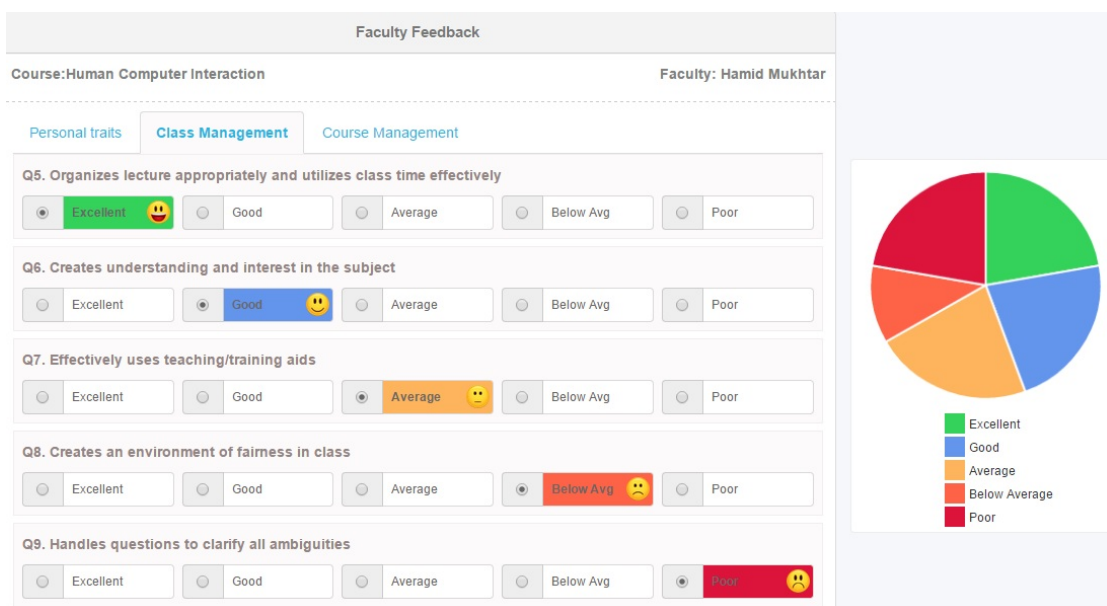 Faculty Feedback
Course:Human Computer Interaction Faculty: Hamid Mukhtar
Personal traits Class Management Course Management
Q5. Organizes lecture appropriately and utilizes class time effectively
Excellent Good Average Below Avg Poor
Q6. Creates understanding and interest in the subject
Excellent Good Average Below Avg Poor
Q7. Effectively uses teaching/training aids
Excellent Good Average Below Avg Poor
Q8. Creates an environment of fairness in class
Excellent Good Average Below Avg Poor
Q9. Handles questions to clarify all ambiguities
Excellent Good Average Below Avg Poor
Excellent
Good
Average
Below Average
Poor